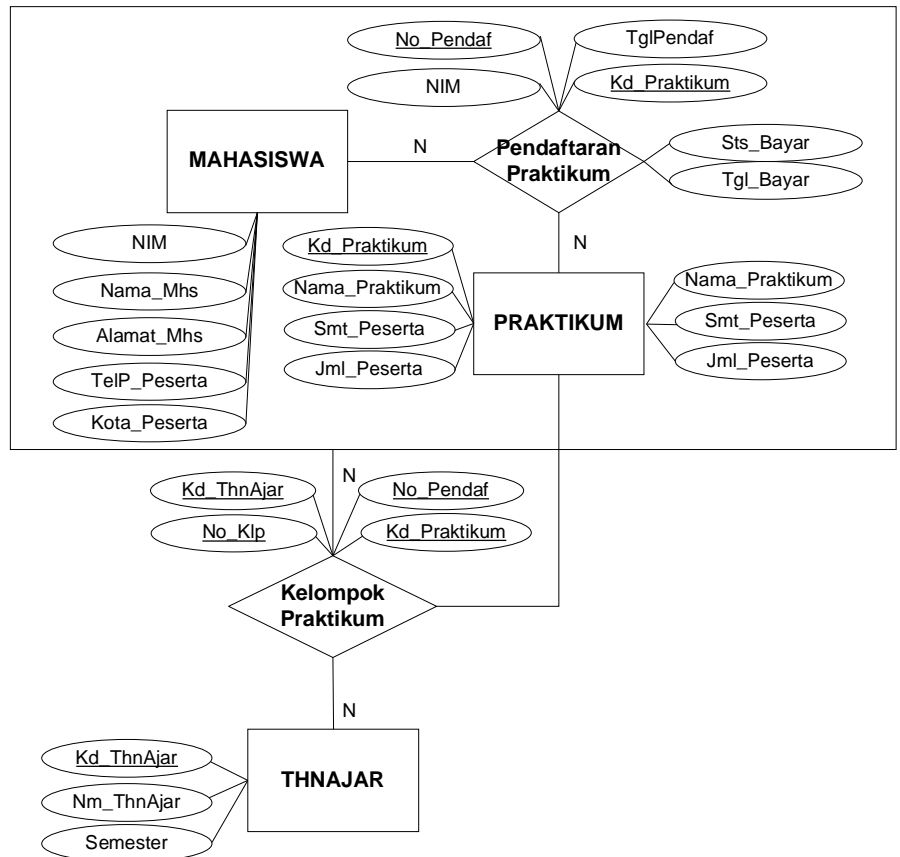 No_Pendaf
TglPendaf
NIM
Kd_Praktikum
MAHASISWA
N
Pendaftaran
Praktikum
Sts_Bayar
Tgl_Bayar
N
NIM
Nama_Mhs
Alamat_Mhs
TelP_Peserta
Kota_Peserta
Kd_Praktikum
Nama_Praktikum
Smt_Peserta
Jml_Peserta
PRAKTIKUM
Nama_Praktikum
Smt_Peserta
Jml_Peserta
N
Kd_ThnAjar
No_Pendaf
No_Klp
Kd_Praktikum
Kelompok
Praktikum
N
Kd_ThnAjar
Nm_ThnAjar
Semester
THNAJAR